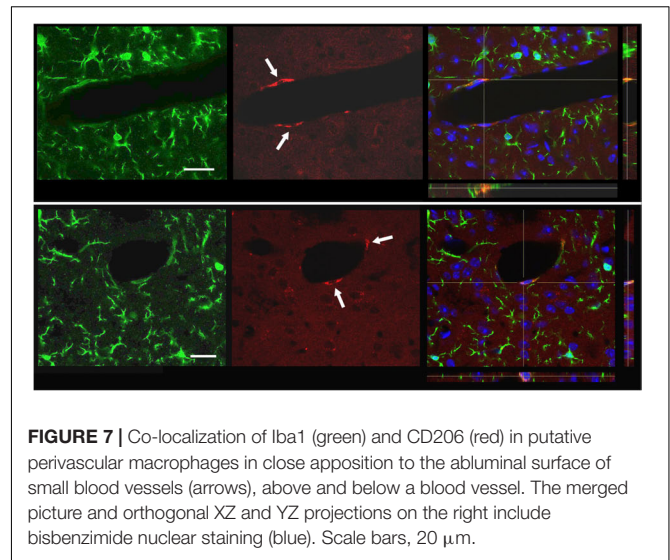 FIGURE 7 | Co-localization of Iba1 (green) and CD206 (red) in putative
perivascular macrophages in close apposition to the abluminal surface of
small blood vessels (arrows), above and below a blood vessel. The merged
picture and orthogonal XZ and YZ projections on the right include
bisbenzimide nuclear staining (blue). Scale bars, 20 μm.